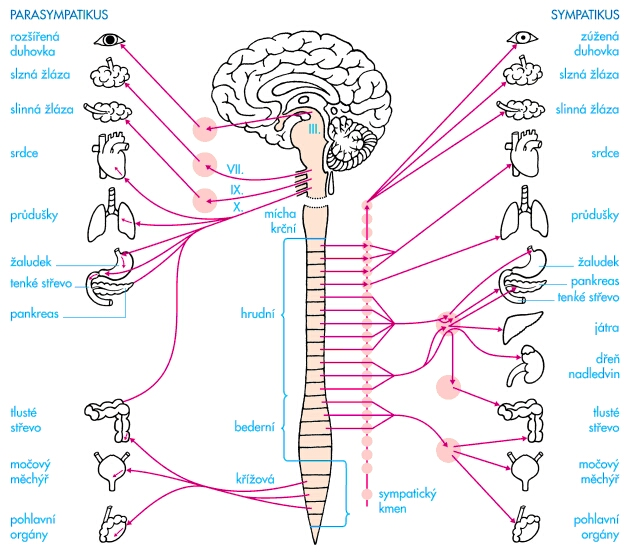 PARASYMPATIKUS
rozšířená
duhovka
slzná žláza
slinná žláza
srdce
průdušky
žaludek
tenké střevo
pankreas
tlusté
střevo
močový
měchýř
pohlavní
orgány
III.
VII.
IX.
X.
mícha
krční
hrudní
bederní
křížová
sympatický
kmen
SYMPATIKUS
zúžená
duhovka
slzná žláza
slinná žláza
srdce
průdušky
žaludek
pankreas
tenké střevo
játra
dřeň
nadledvin
tlusté
střevo
močový
měchýř
pohlavní
orgány